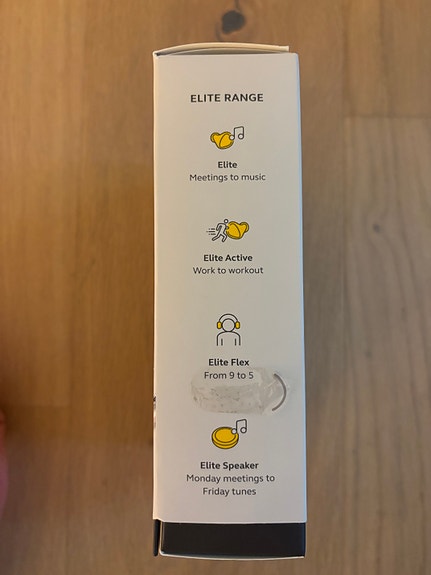 ELITE RANGE
Elite
Meetings to music
Elite Active
Work to workout
Elite Flex
From 9 to 5
Elite Speaker
Monday meetings to
Friday tunes